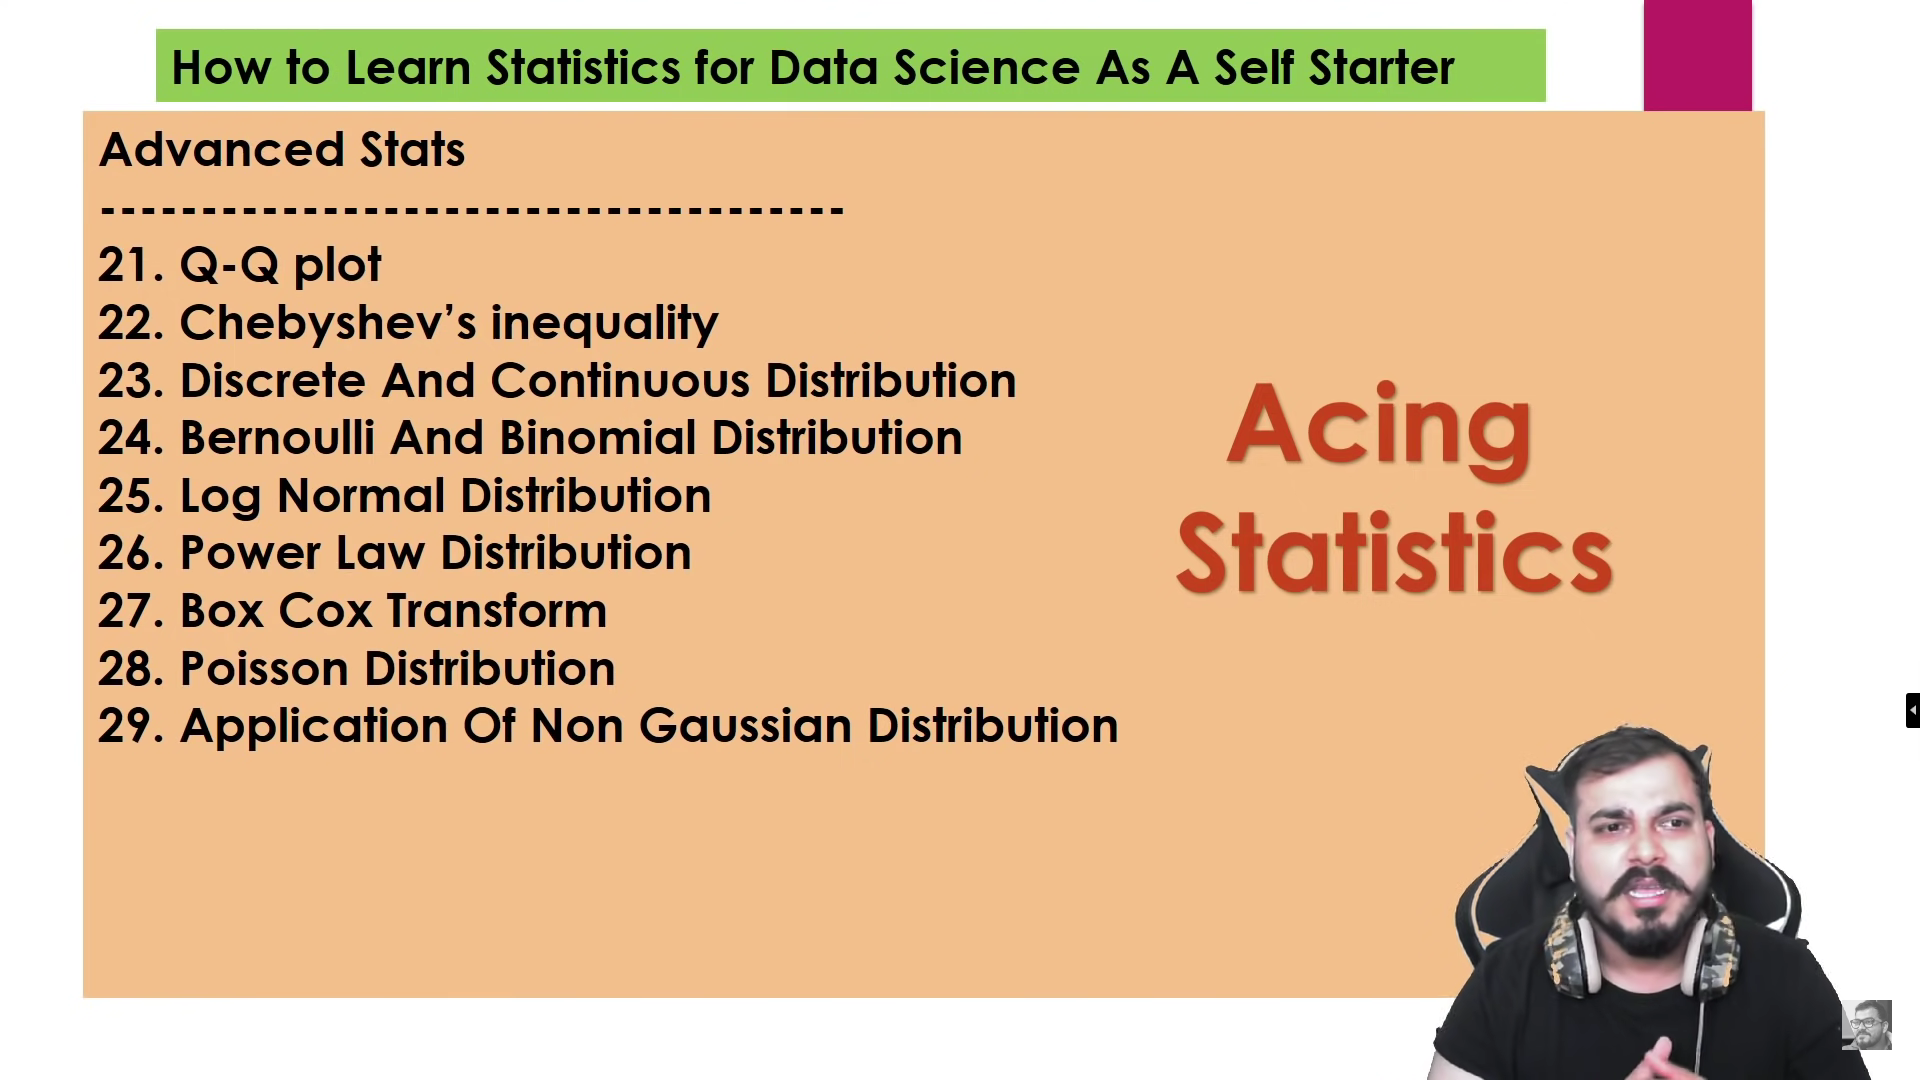 How to Learn Statistics for Data Science As A Self Starter
Advanced Stats
-------------------------------------
21. Q-Q plot
22. Chebyshev’s inequality
23. Discrete And Continuous Distribution
24. Bernoulli And Binomial Distribution
25. Log Normal Distribution
26. Power Law Distribution
27. Box Cox Transform
28. Poisson Distribution
29. Application Of Non Gaussian Distribution
Acing
Statistics